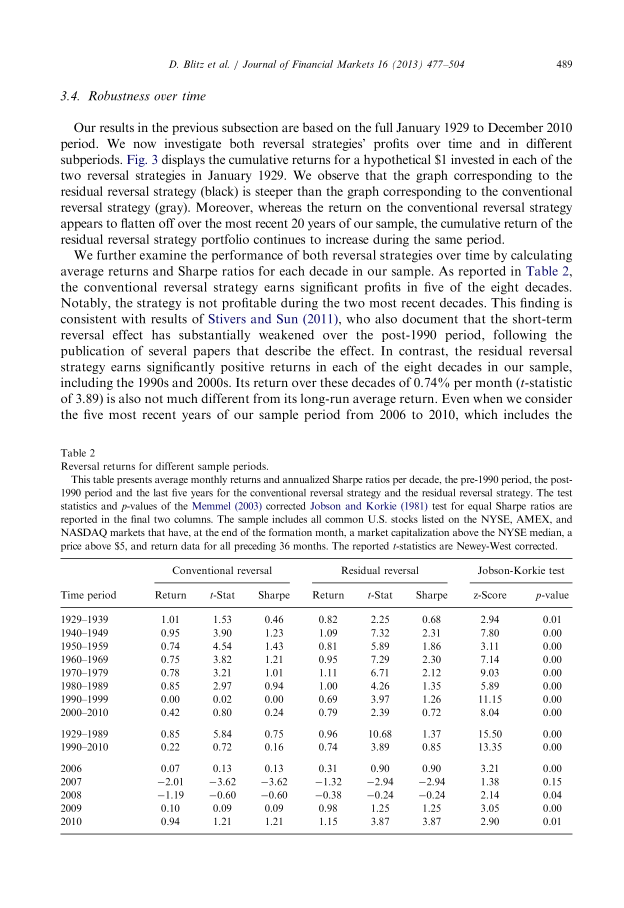 D. Blitz et al. / Journal of Financial Markets 16 (2013) 477–504 489
3.4. Robustness over time
Our results in the previous subsection are based on the full January 1929 to December 2010
period. We now investigate both reversal strategies' profits over time and in different
subperiods. Fig. 3 displays the cumulative returns for a hypothetical $1 invested in each of the
two reversal strategies in January 1929. We observe that the graph corresponding to the
residual reversal strategy (black) is steeper than the graph corresponding to the conventional
reversal strategy (gray). Moreover, whereas the return on the conventional reversal strategy
appears to flatten off over the most recent 20 years of our sample, the cumulative return of the
residual reversal strategy portfolio continues to increase during the same period.
We further examine the performance of both reversal strategies over time by calculating
average returns and Sharpe ratios for each decade in our sample. As reported in Table 2,
the conventional reversal strategy earns significant profits in five of the eight decades.
Notably, the strategy is not profitable during the two most recent decades. This finding is
consistent with results of Stivers and Sun (2011), who also document that the short-term
reversal effect has substantially weakened over the post-1990 period, following the
publication of several papers that describe the effect. In contrast, the residual reversal
strategy earns significantly positive returns in each of the eight decades in our sample,
including the 1990s and 2000s. Its return over these decades of 0.74% per month (t-statistic
of 3.89) is also not much different from its long-run average return. Even when we consider
the five most recent years of our sample period from 2006 to 2010, which includes the
Table 2
Reversal returns for different sample periods.
This table presents average monthly returns and annualized Sharpe ratios per decade, the pre-1990 period, the post-
1990 period and the last five years for the conventional reversal strategy and the residual reversal strategy. The test
statistics and p-values of the Memmel (2003) corrected Jobson and Korkie (1981) test for equal Sharpe ratios are
reported in the final two columns. The sample includes all common U.S. stocks listed on the NYSE, AMEX, and
NASDAQ markets that have, at the end of the formation month, a market capitalization above the NYSE median, a
price above $5, and return data for all preceding 36 months. The reported t-statistics are Newey-West corrected.
Conventional reversal Residual reversal Jobson-Korkie test
Time period Return t-Stat Sharpe Return t-Stat Sharpe z-Score p-value
1929–1939 1.01 1.53 0.46 0.82 2.25 0.68 2.94 0.01
1940–1949 0.95 3.90 1.23 1.09 7.32 2.31 7.80 0.00
1950–1959 0.74 4.54 1.43 0.81 5.89 1.86 3.11 0.00
1960–1969 0.75 3.82 1.21 0.95 7.29 2.30 7.14 0.00
1970–1979 0.78 3.21 1.01 1.11 6.71 2.12 9.03 0.00
1980–1989 0.85 2.97 0.94 1.00 4.26 1.35 5.89 0.00
1990–1999 0.00 0.02 0.00 0.69 3.97 1.26 11.15 0.00
2000–2010 0.42 0.80 0.24 0.79 2.39 0.72 8.04 0.00
1929–1989 0.85 5.84 0.75 0.96 10.68 1.37 15.50 0.00
1990–2010 0.22 0.72 0.16 0.74 3.89 0.85 13.35 0.00
2006 0.07 0.13 0.13 0.31 0.90 0.90 3.21 0.00
2007 −2.01 −3.62 −3.62 −1.32 −2.94 −2.94 1.38 0.15
2008 −1.19 −0.60 −0.60 −0.38 −0.24 −0.24 2.14 0.04
2009 0.10 0.09 0.09 0.98 1.25 1.25 3.05 0.00
2010 0.94 1.21 1.21 1.15 3.87 3.87 2.90 0.01